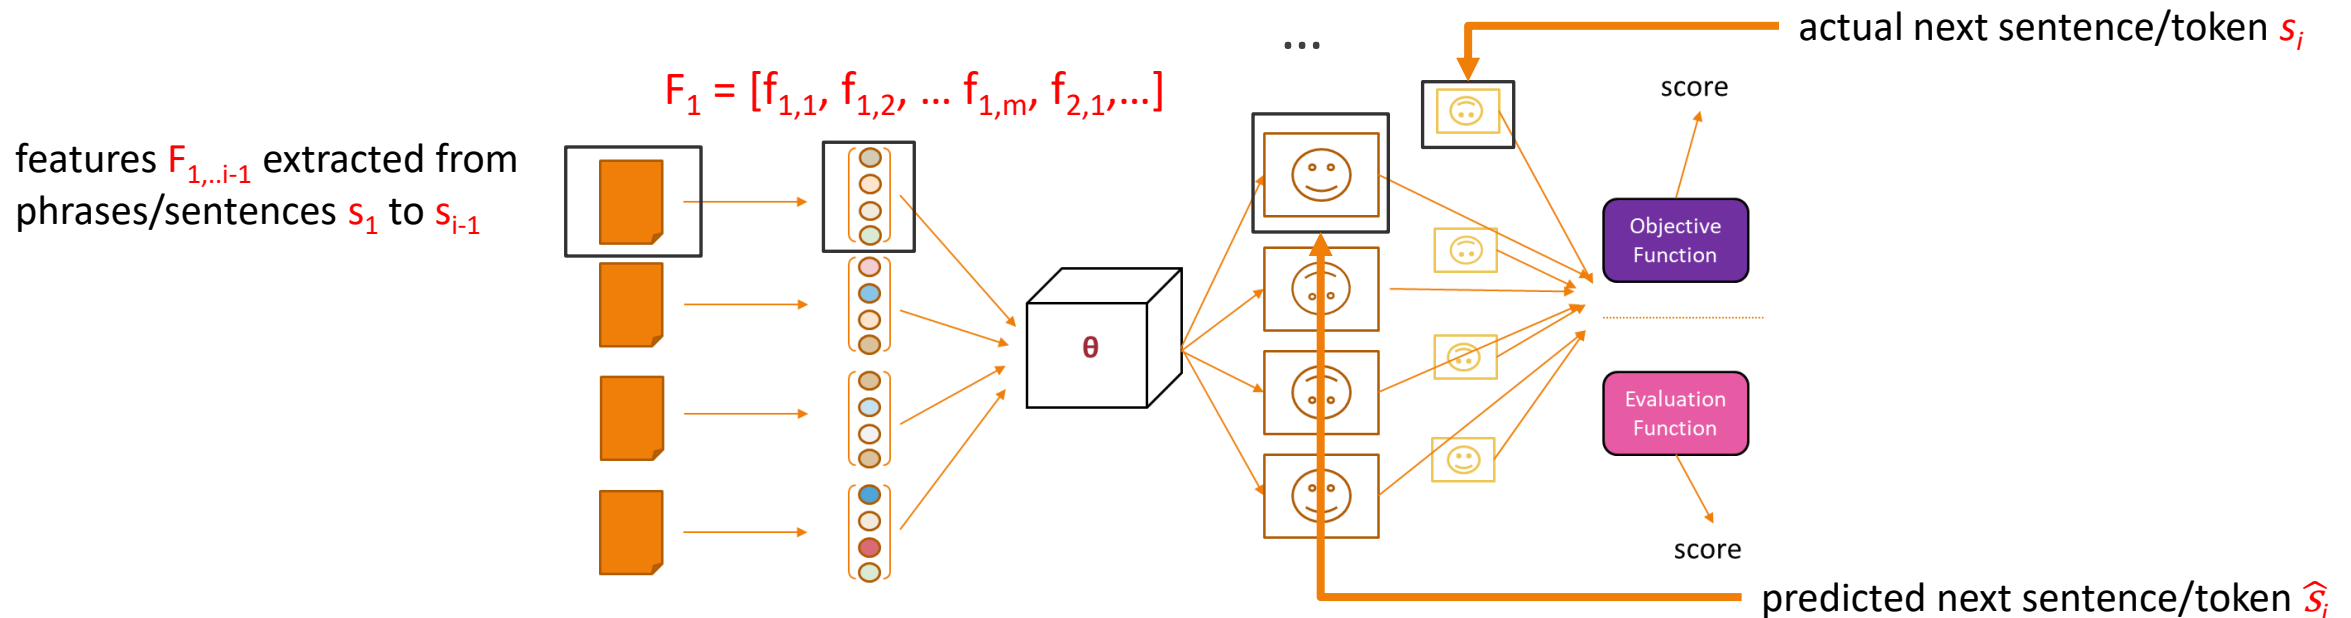 ...
actual next sentence/token sᵢ
score
F₁ = [f₁,₁, f₁,₂, ... f₁,ₘ, f₂,₁,...]
features F₁,..ᵢ₋₁ extracted from
phrases/sentences s₁ to sᵢ₋₁
Objective
Function
θ
Evaluation
Function
score
predicted next sentence/token ŝᵢ